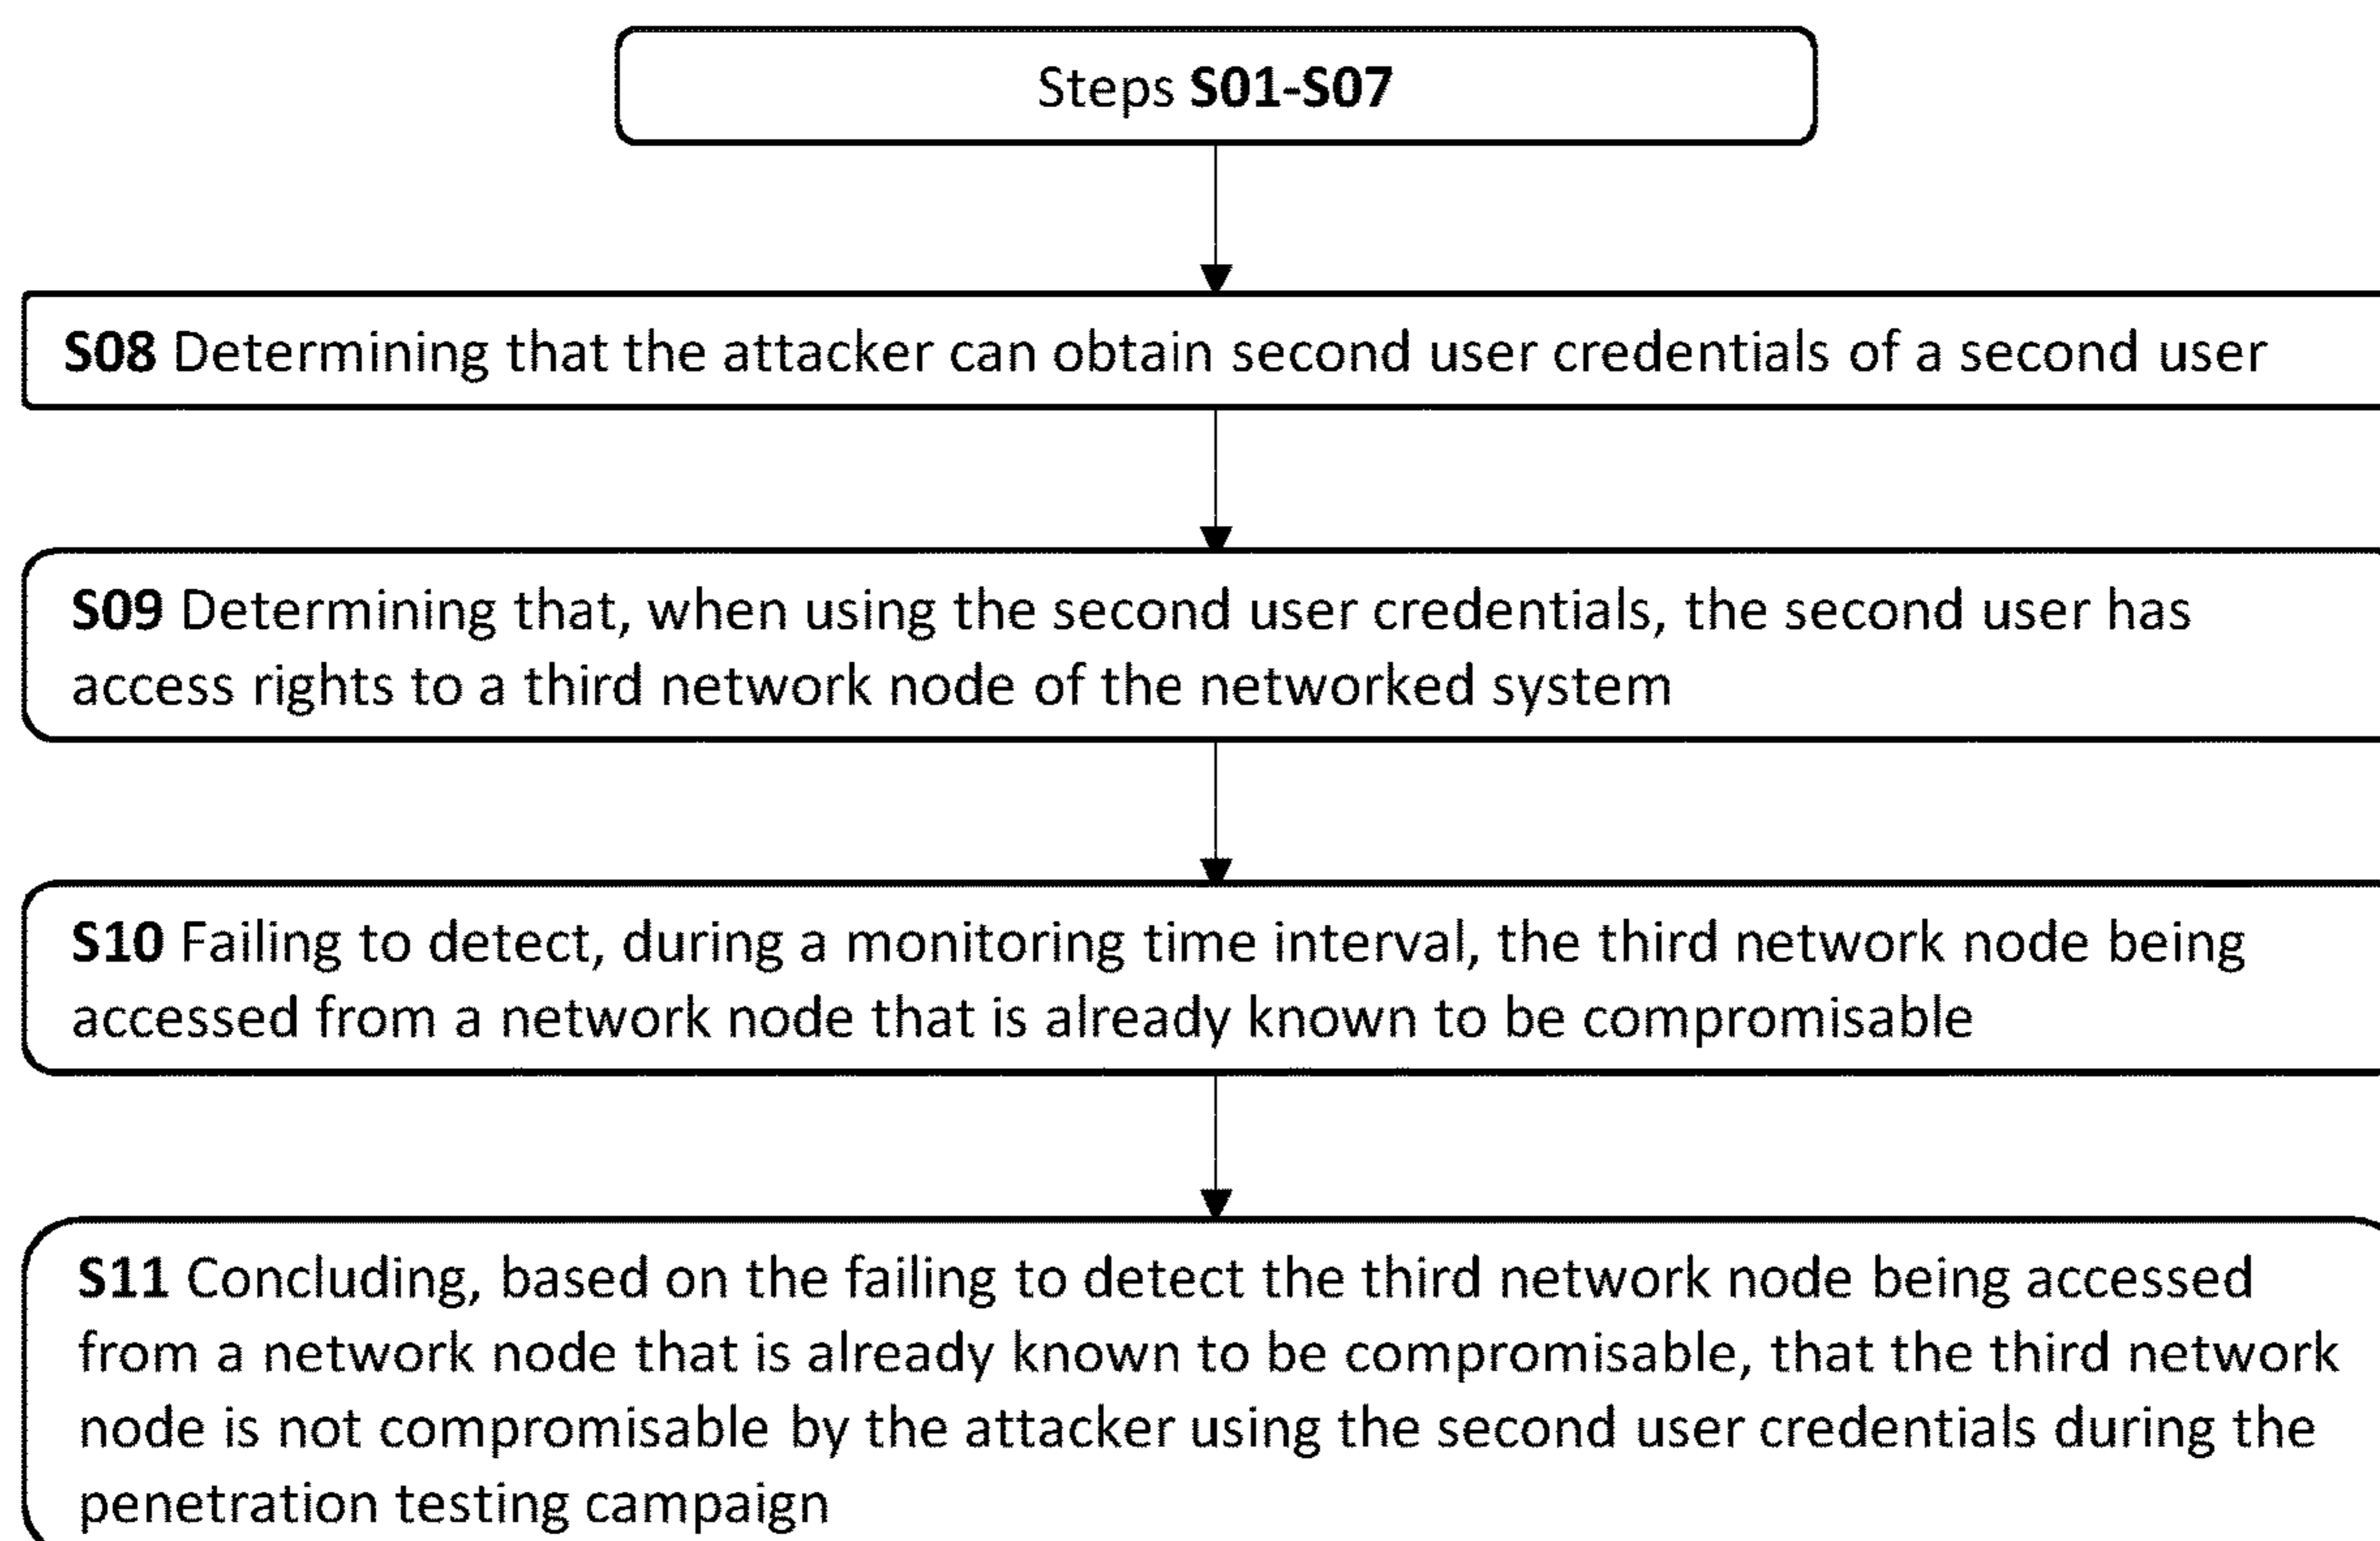 Steps S01-S07
S08 Determining that the attacker can obtain second user credentials of a second user
S09 Determining that, when using the second user credentials, the second user has
access rights to a third network node of the networked system
S10 Failing to detect, during a monitoring time interval, the third network node being
accessed from a network node that is already known to be compromisable
S11 Concluding, based on the failing to detect the third network node being accessed
from a network node that is already known to be compromisable, that the third network
node is not compromisable by the attacker using the second user credentials during the
penetration testing campaign